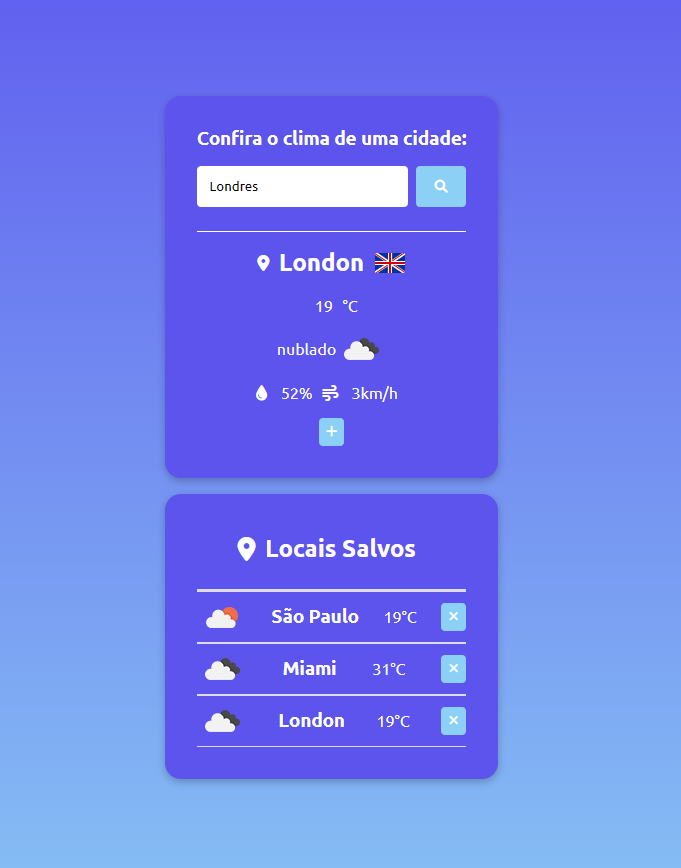 Confira o clima de uma cidade:
Londres
London
19 °C
nublado
52% 3km/h
+
Locais Salvos
São Paulo 19°C ×
Miami 31°C ×
London 19°C ×